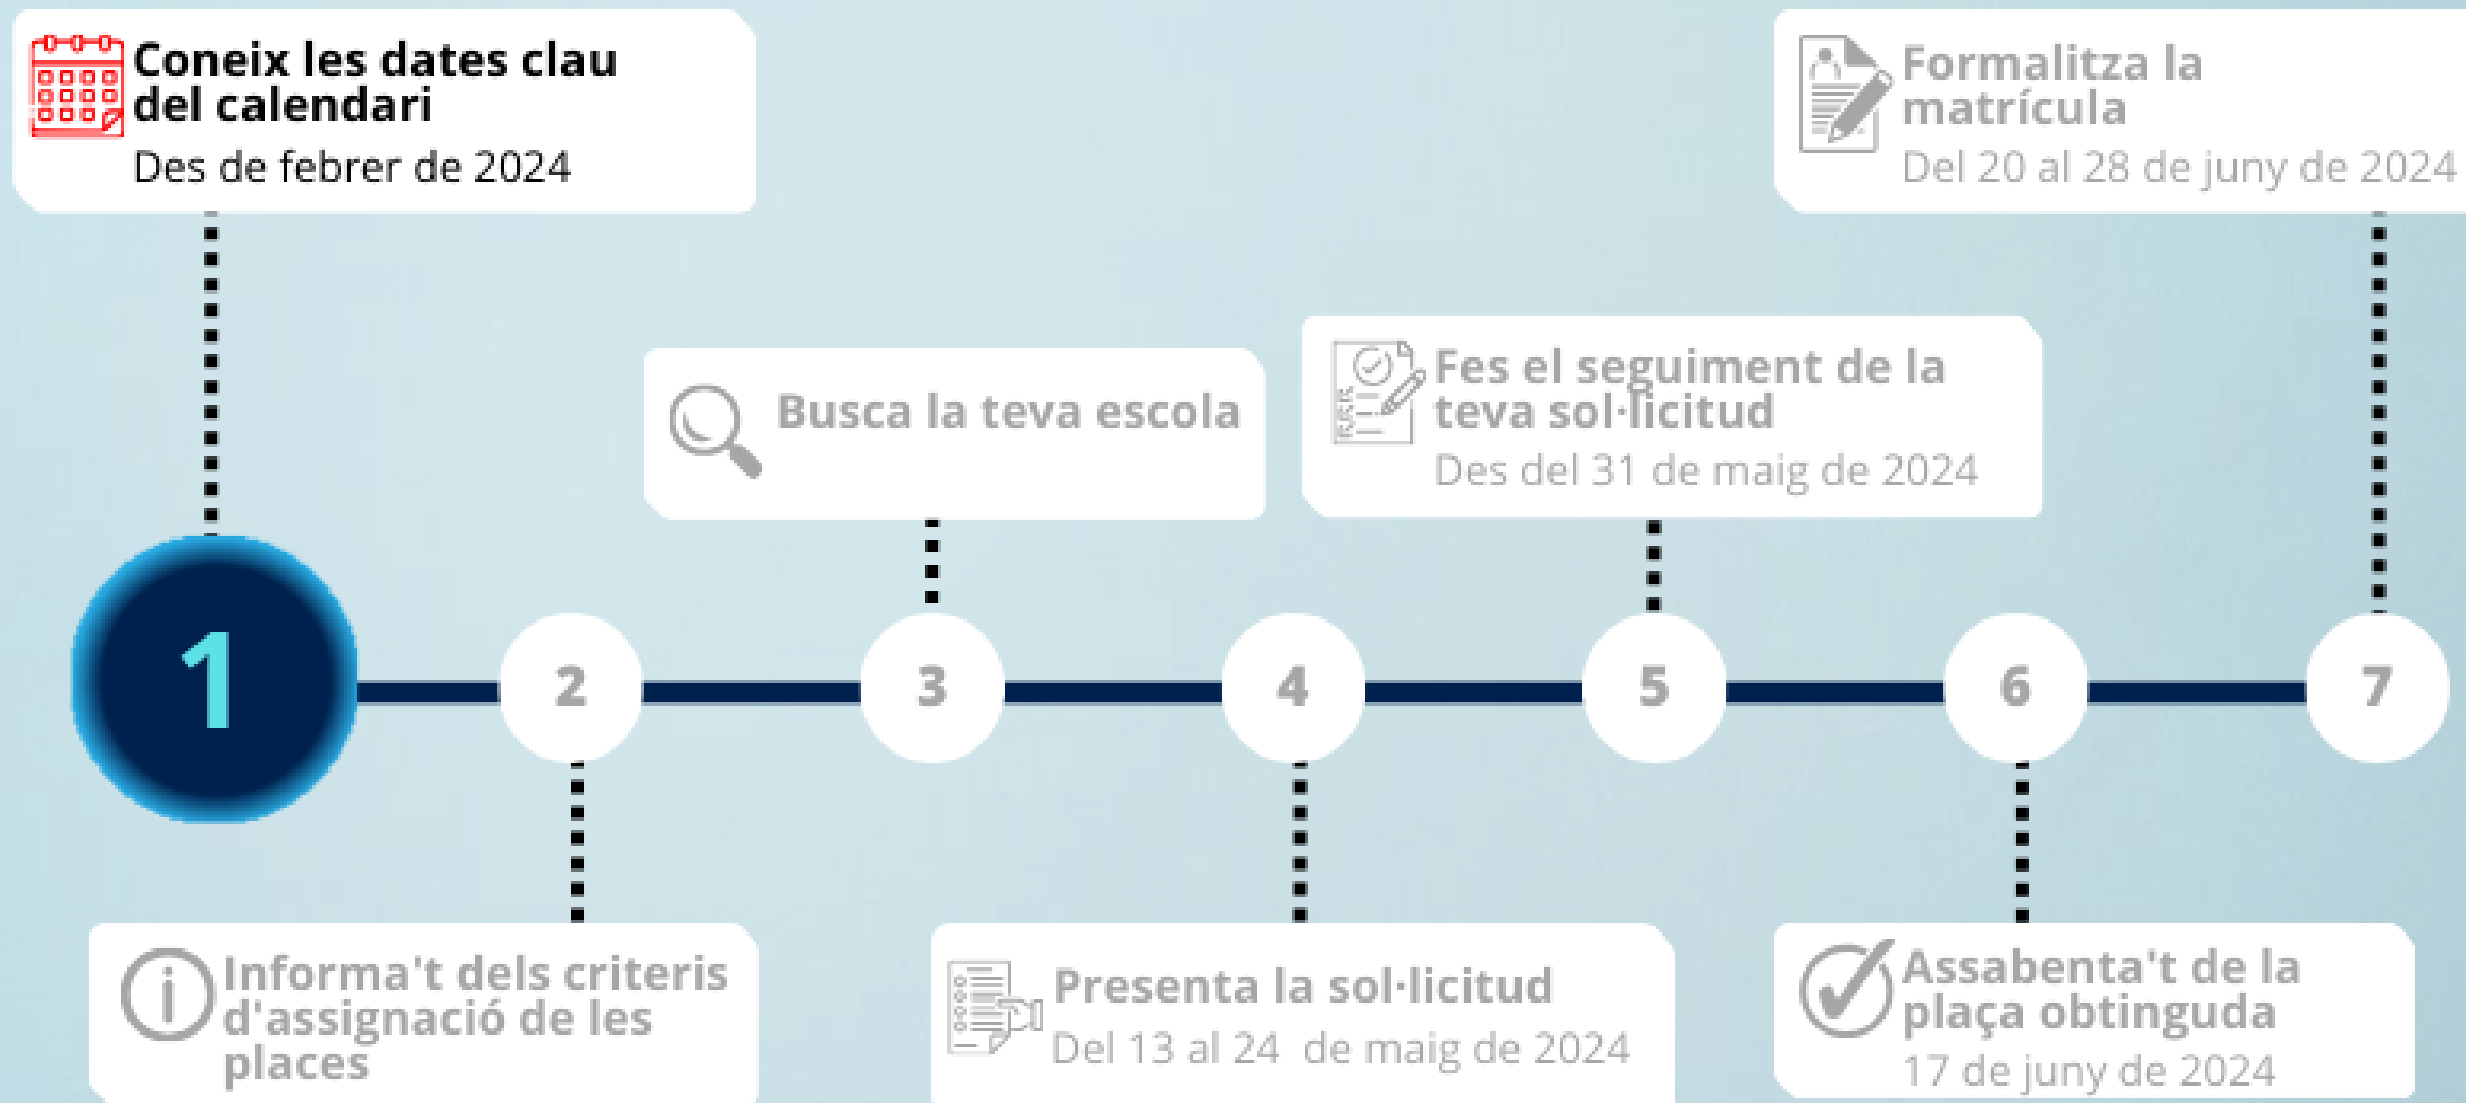 Coneix les dates clau
del calendari
Des de febrer de 2024
Formalitza la
matrícula
Del 20 al 28 de juny de 2024
Busca la teva escola
Fes el seguiment de la
teva sol·licitud
Des del 31 de maig de 2024
1
2
3
4
5
6
7
Informa't dels criteris
d'assignació de les
places
Presenta la sol·licitud
Del 13 al 24 de maig de 2024
Assabenta't de la
plaça obtinguda
17 de juny de 2024